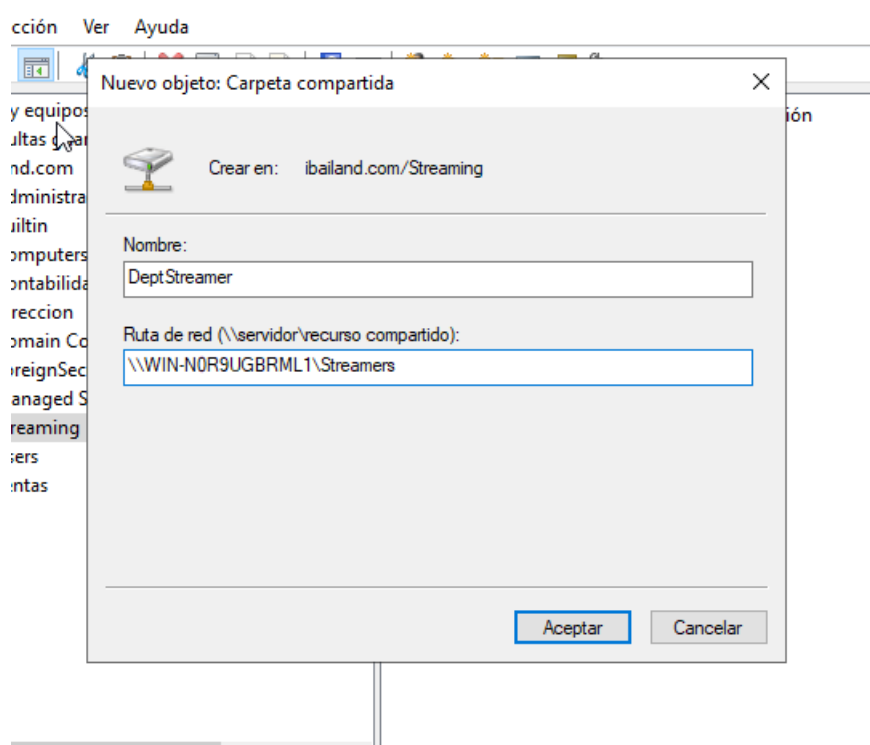 cción Ver Ayuda
Nuevo objeto: Carpeta compartida
y equipos
ión
ultas
nd.com
Crear en: ibailand.com/Streaming
dministra
uiltin
Nombre:
omputers
DeptStreamer
ontabilida
reccion
Ruta de red (\\servidor\recurso compartido):
omain Co
\\WIN-N0R9UGBRML1\Streamers
oreignSec
anaged S
reaming
sers
entas
Aceptar Cancelar